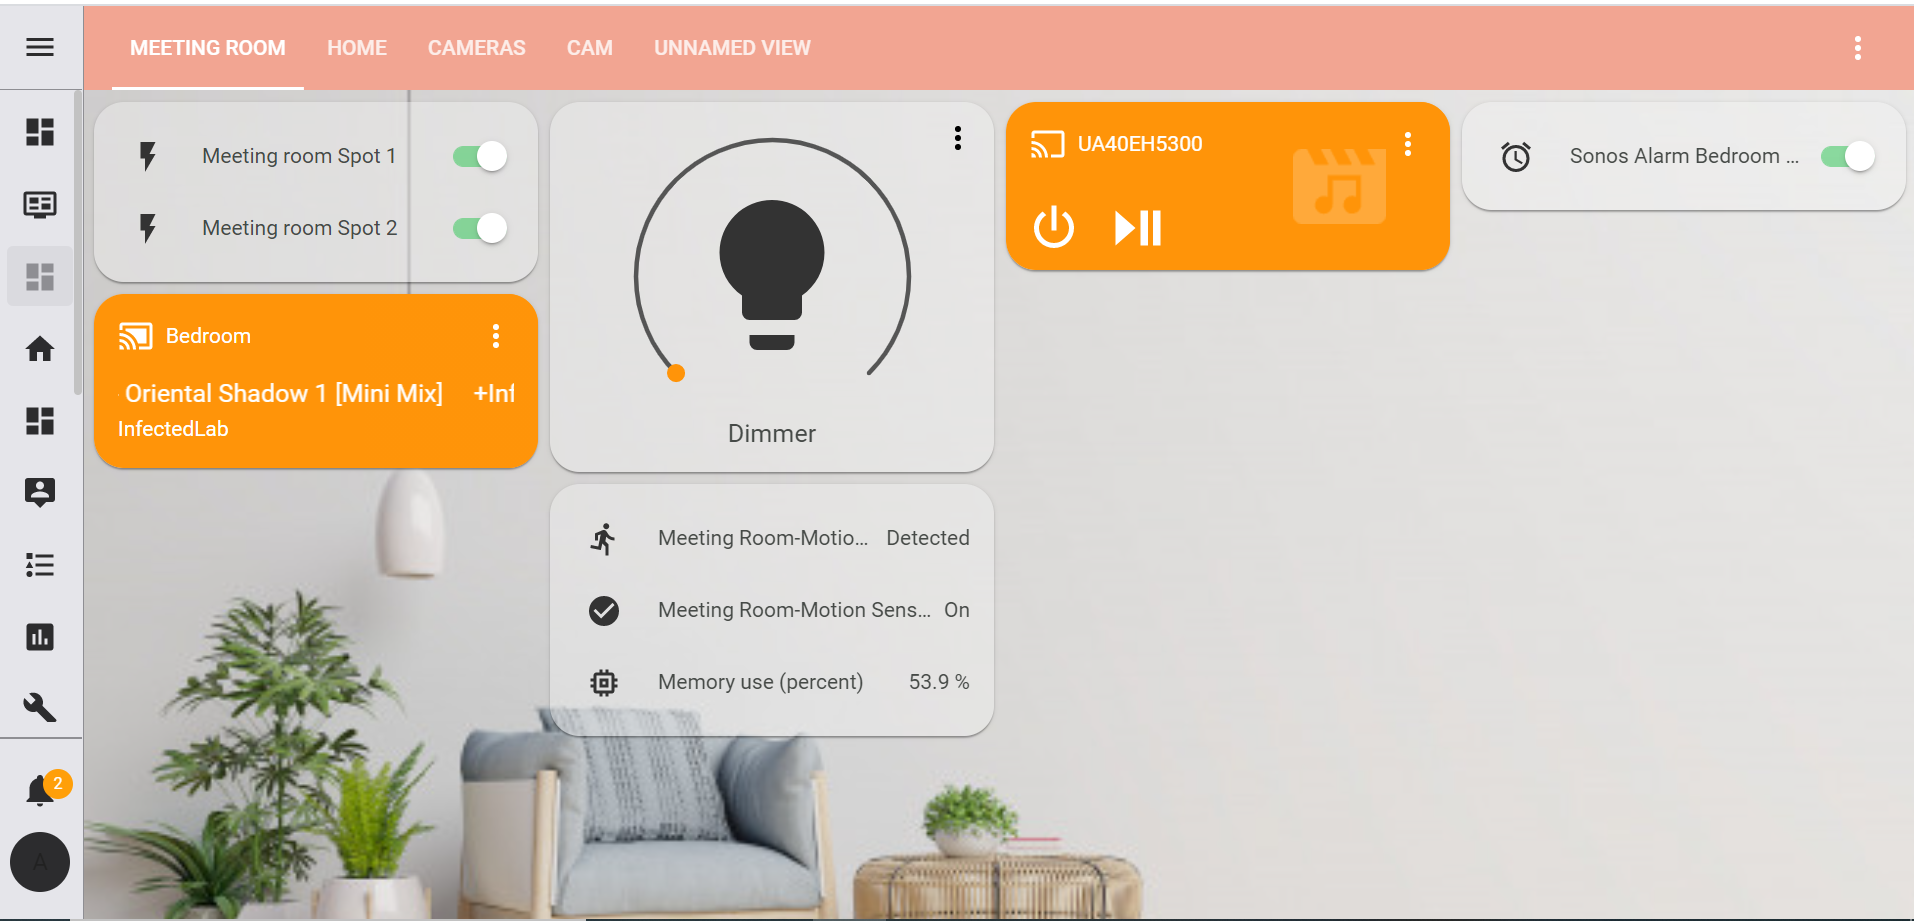 MEETING ROOM HOME CAMERAS CAM UNNAMED VIEW
Meeting room Spot 1
Meeting room Spot 2
Bedroom
Oriental Shadow 1 [Mini Mix] +Inf
InfectedLab
Dimmer
Meeting Room-Motio... Detected
Meeting Room-Motion Sens... On
Memory use (percent) 53.9 %
UA40EH5300
Sonos Alarm Bedroom ...
2
A